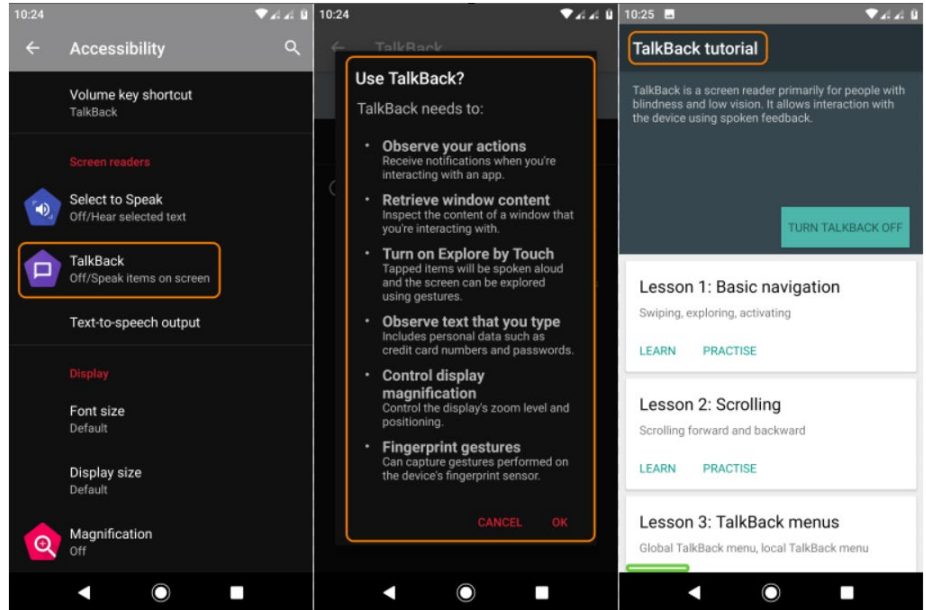 10:24
Accessibility
Volume key shortcut
TalkBack
Screen readers
Select to Speak
Off/Hear selected text
TalkBack
Off/Speak items on screen
Text-to-speech output
Display
Font size
Default
Display size
Default
Magnification
Off
10:24
TalkBack
Use TalkBack?
TalkBack needs to:
• Observe your actions
Receive notifications when you're
interacting with an app.
• Retrieve window content
Inspect the content of a window that
you're interacting with.
• Turn on Explore by Touch
Tapped items will be spoken aloud
and the screen can be explored
using gestures.
• Observe text that you type
Includes personal data such as
credit card numbers and passwords.
• Control display
magnification
Control the display's zoom level and
positioning.
• Fingerprint gestures
Can capture gestures performed on
the device's fingerprint sensor.
CANCEL OK
10:25
TalkBack tutorial
TalkBack is a screen reader primarily for people with
blindness and low vision. It allows interaction with
the device using spoken feedback.
TURN TALKBACK OFF
Lesson 1: Basic navigation
Swiping, exploring, activating
LEARN PRACTISE
Lesson 2: Scrolling
Scrolling forward and backward
LEARN PRACTISE
Lesson 3: TalkBack menus
Global TalkBack menu, local TalkBack menu